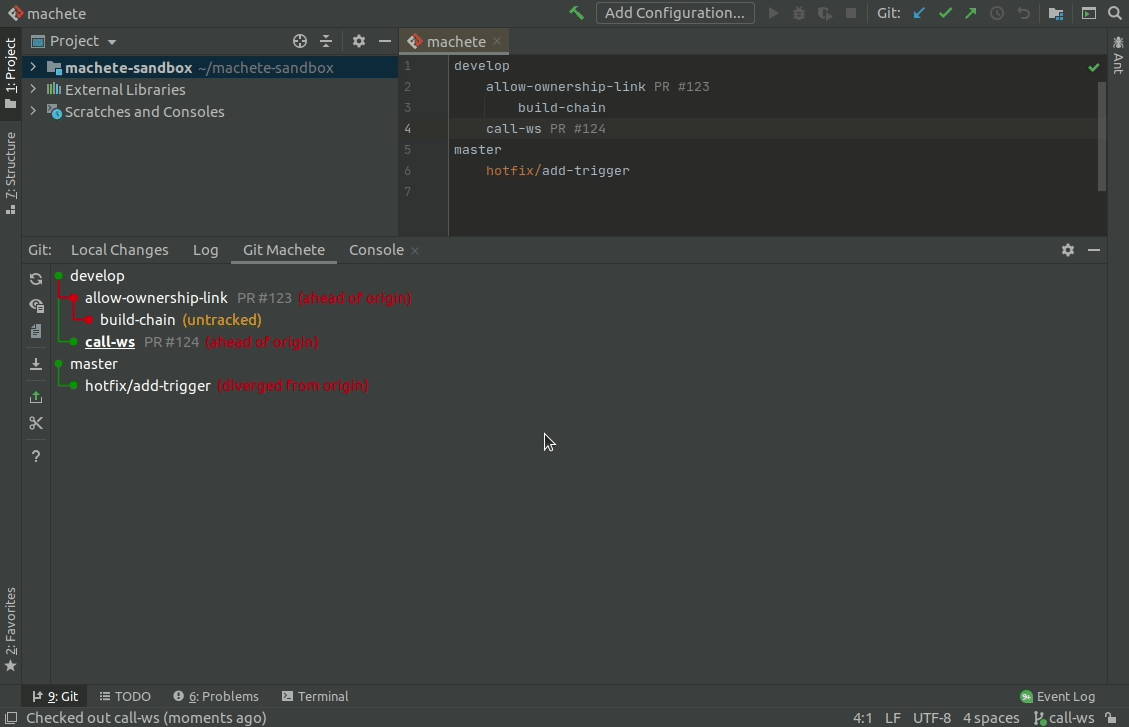 machete
Add Configuration...
Git:
1: Project
Project
machete
Ant
machete-sandbox ~/machete-sandbox
External Libraries
Scratches and Consoles
1 develop
2 allow-ownership-link PR #123
3 build-chain
4 call-ws PR #124
5 master
6 hotfix/add-trigger
7
7: Structure
Git: Local Changes Log Git Machete Console
develop
allow-ownership-link PR #123 (ahead of origin)
build-chain (untracked)
call-ws PR #124 (ahead of origin)
master
hotfix/add-trigger (diverged from origin)
?
2: Favorites
9: Git TODO 6: Problems Terminal 9+ Event Log
Checked out call-ws (moments ago) 4:1 LF UTF-8 4 spaces call-ws